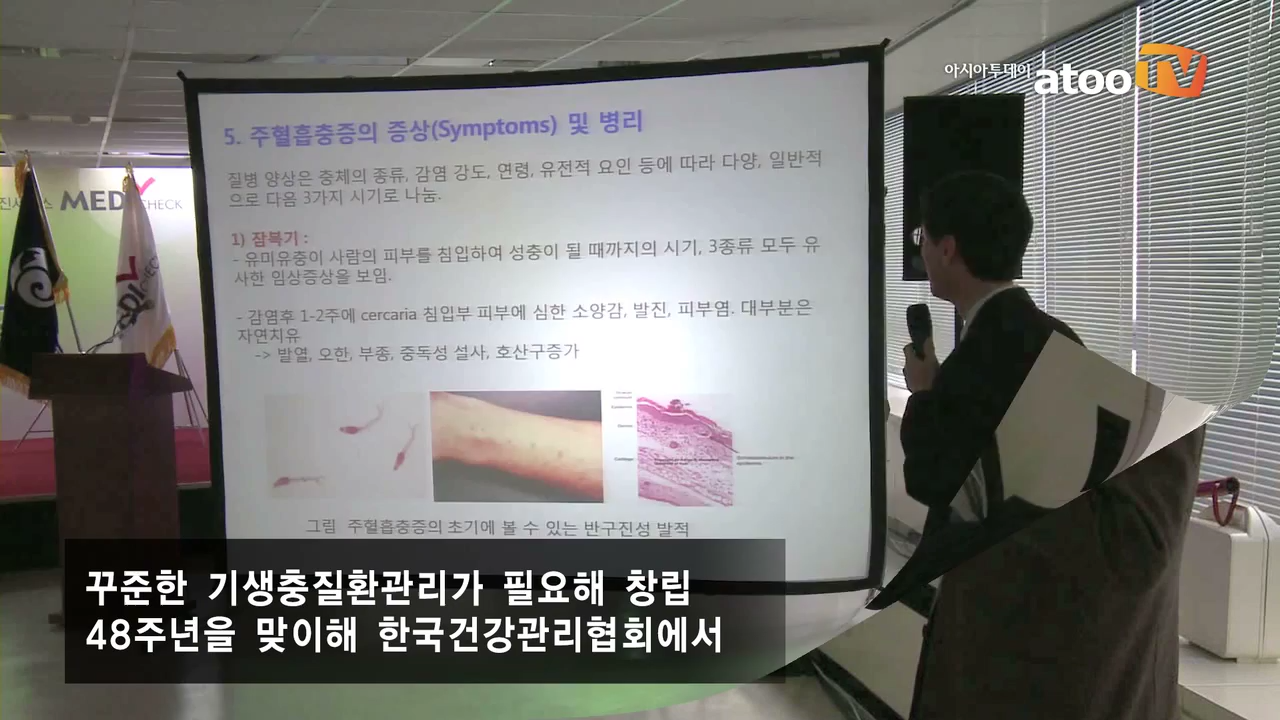 아시아투데이 atooTV
5. 주혈흡충증의 증상(Symptoms) 및 병리
질병 양상은 충체의 종류, 감염 강도, 연령, 유전적 요인 등에 따라 다양, 일반적
으로 다음 3가지 시기로 나눔.
MEDI CHECK
1) 잠복기 :
- 유미유충이 사람의 피부를 침입하여 성충이 될 때까지의 시기, 3종류 모두 유
사한 임상증상을 보임.
- 감염후 1-2주에 cercaria 침입부 피부에 심한 소양감, 발진, 피부염. 대부분은
자연치유
-> 발열, 오한, 부종, 중독성 설사, 호산구증가
그림 주혈흡충증의 초기에 볼 수 있는 반구진성 발적
꾸준한 기생충질환관리가 필요해 창립
48주년을 맞이해 한국건강관리협회에서